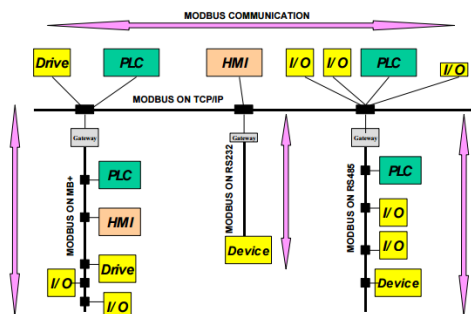 MODBUS COMMUNICATION
Drive
PLC
HMI
I/O
I/O
PLC
I/O
MODBUS ON TCP/IP
Gateway
Gateway
Gateway
MODBUS ON MB+
PLC
HMI
Drive
I/O
I/O
MODBUS ON RS232
Device
MODBUS ON RS485
PLC
I/O
I/O
Device